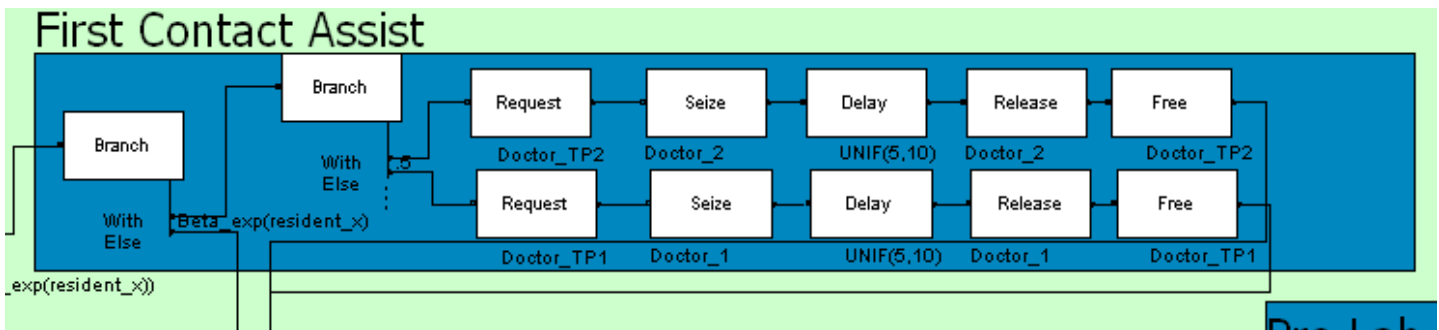 First Contact Assist
Branch
Request
Seize
Delay
Release
Free
Branch
With
.5
Else
Doctor_TP2
Doctor_2
UNIF(5,10)
Doctor_2
Doctor_TP2
Request
Seize
Delay
Release
Free
With
Beta_exp(resident_x)
Else
Doctor_TP1
Doctor_1
UNIF(5,10)
Doctor_1
Doctor_TP1
_exp(resident_x))